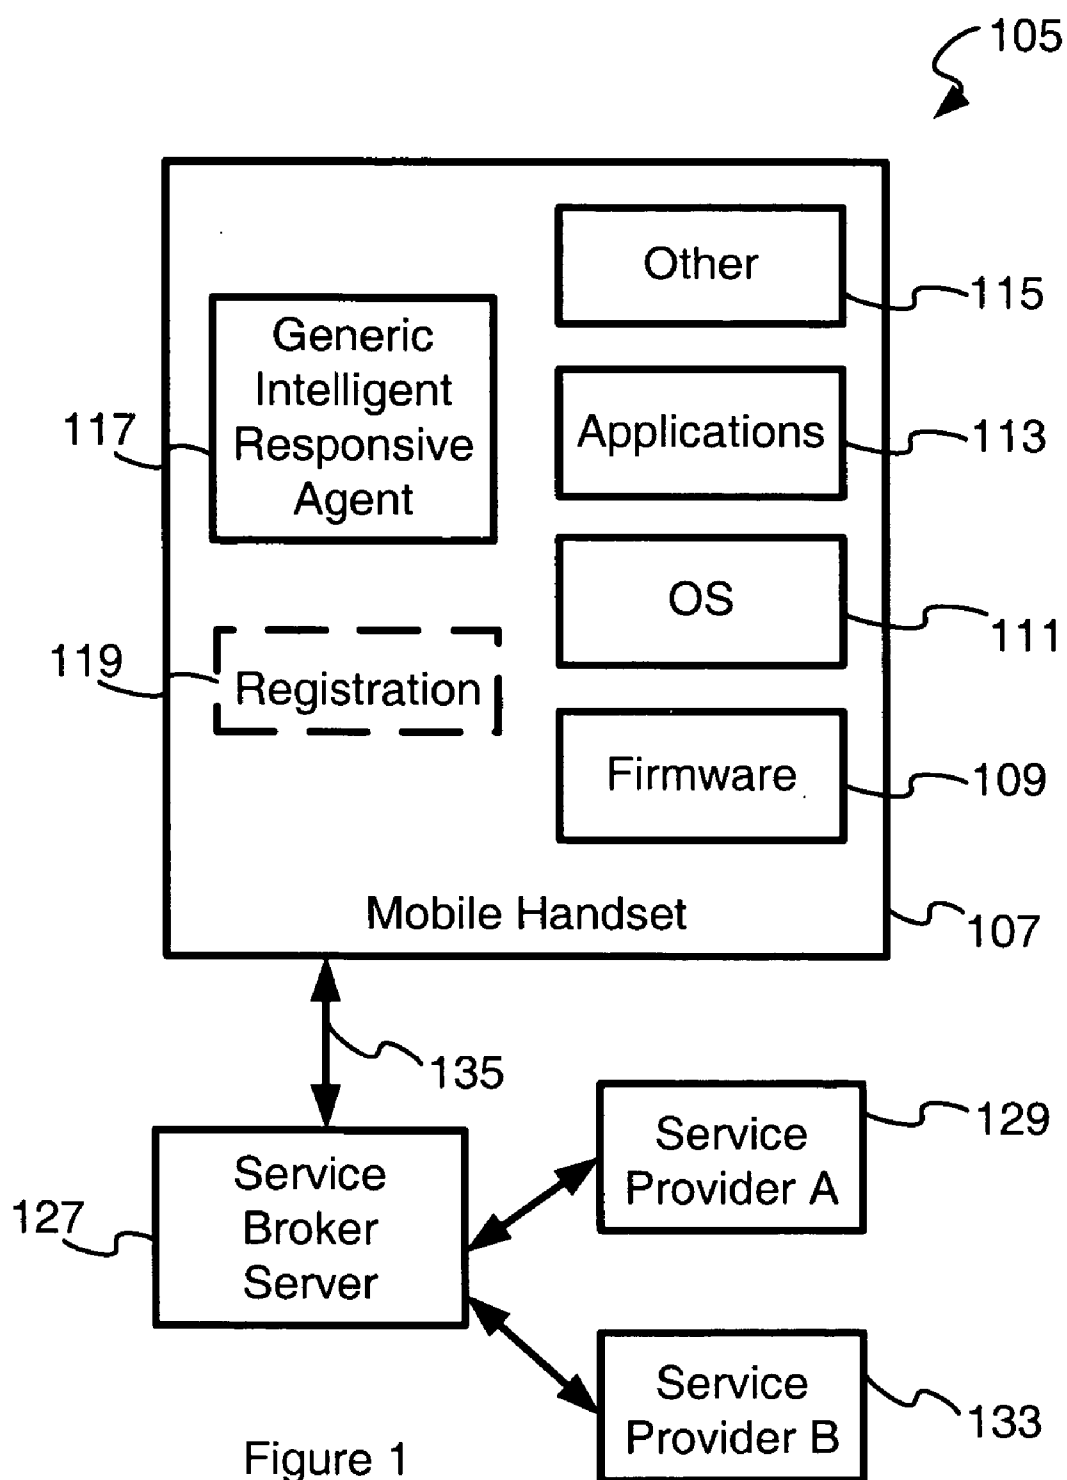 105
Other
115
Generic
Intelligent
Responsive
Agent
117
Applications
113
OS
111
119
Registration
Firmware
109
Mobile Handset
107
135
Service
Provider A
129
127
Service
Broker
Server
Service
Provider B
133
Figure 1